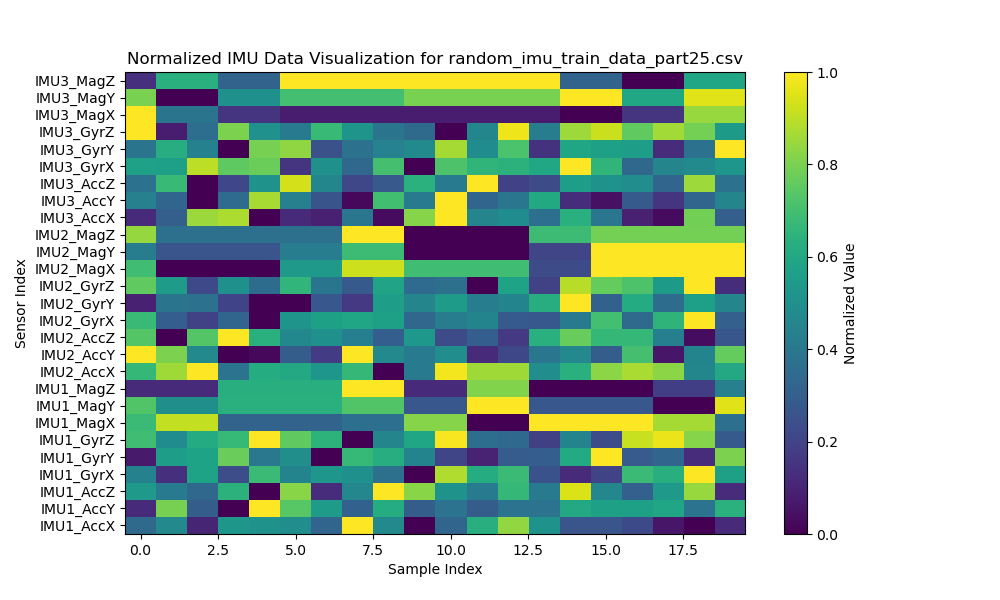 Normalized IMU Data Visualization for random_imu_train_data_part25.csv
IMU3_MagZ
IMU3_MagY
IMU3_MagX
IMU3_GyrZ
IMU3_GyrY
IMU3_GyrX
IMU3_AccZ
IMU3_AccY
IMU3_AccX
IMU2_MagZ
IMU2_MagY
IMU2_MagX
IMU2_GyrZ
IMU2_GyrY
IMU2_GyrX
IMU2_AccZ
IMU2_AccY
IMU2_AccX
IMU1_MagZ
IMU1_MagY
IMU1_MagX
IMU1_GyrZ
IMU1_GyrY
IMU1_GyrX
IMU1_AccZ
IMU1_AccY
IMU1_AccX
Sensor Index
0.0 2.5 5.0 7.5 10.0 12.5 15.0 17.5
Sample Index
1.0
0.8
0.6
0.4
0.2
0.0
Normalized Value